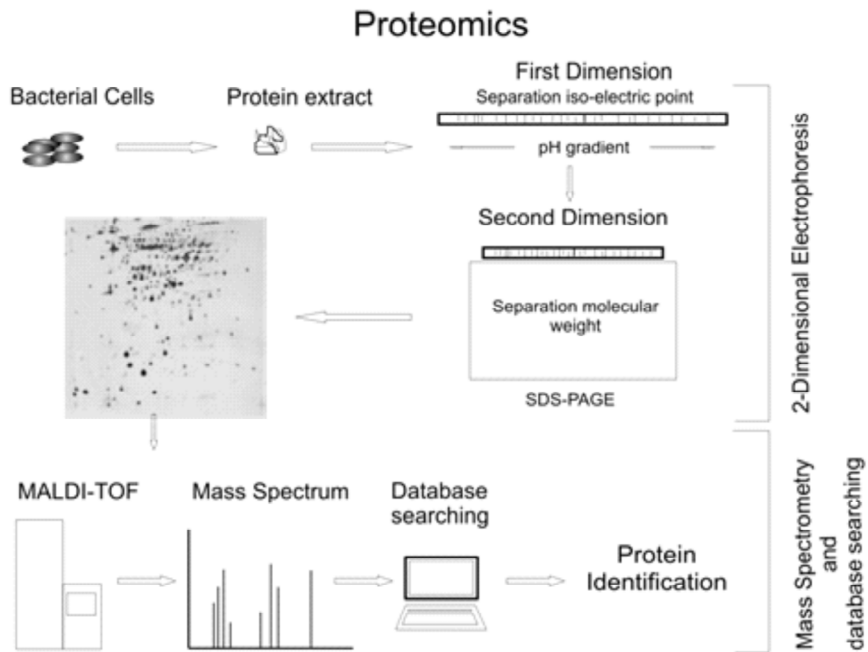 Proteomics
Bacterial Cells
Protein extract
First Dimension
Separation iso-electric point
pH gradient
Second Dimension
Separation molecular
weight
SDS-PAGE
2-Dimensional Electrophoresis
MALDI-TOF
Mass Spectrum
Database
searching
Protein
Identification
Mass Spectrometry
and
database searching